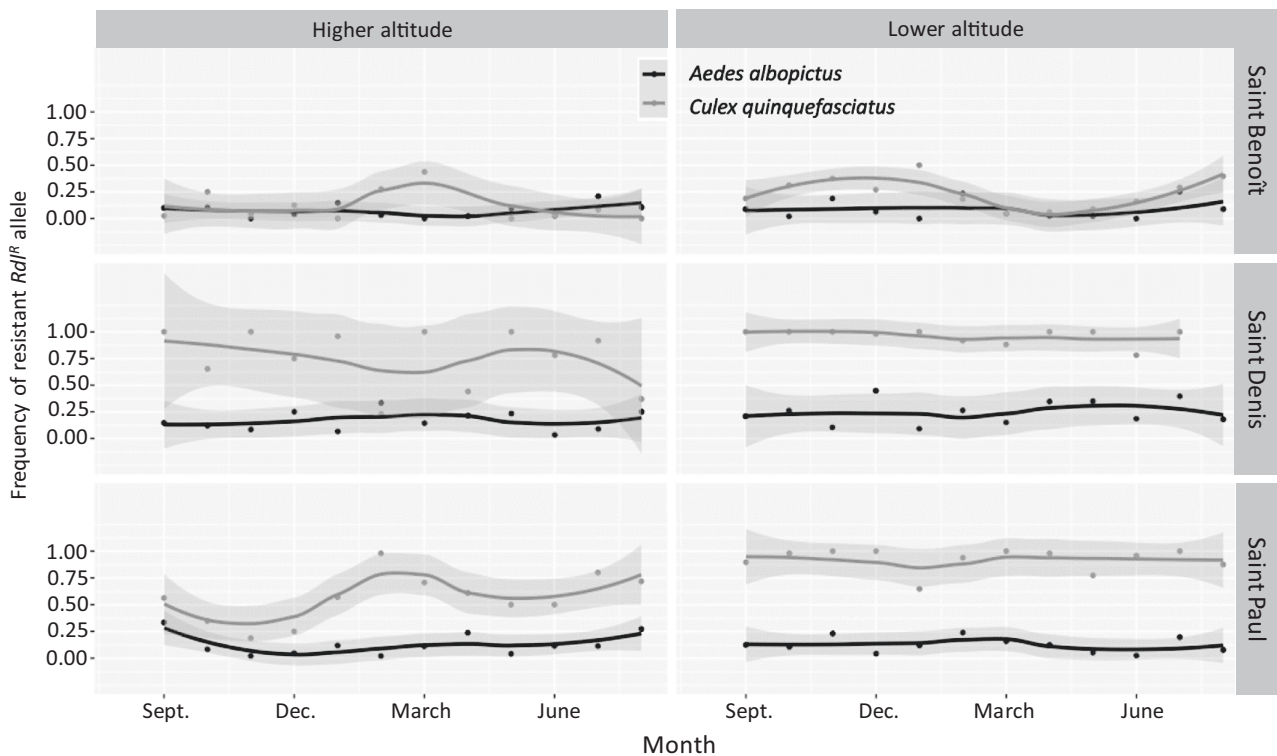 Higher altitude
Lower altitude
Aedes albopictus
Culex quinquefasciatus
Saint Benoît
Saint Denis
Saint Paul
Frequency of resistant Rdl^R allele
1.00
0.75
0.50
0.25
0.00
1.00
0.75
0.50
0.25
0.00
1.00
0.75
0.50
0.25
0.00
Sept.
Dec.
March
June
Sept.
Dec.
March
June
Month